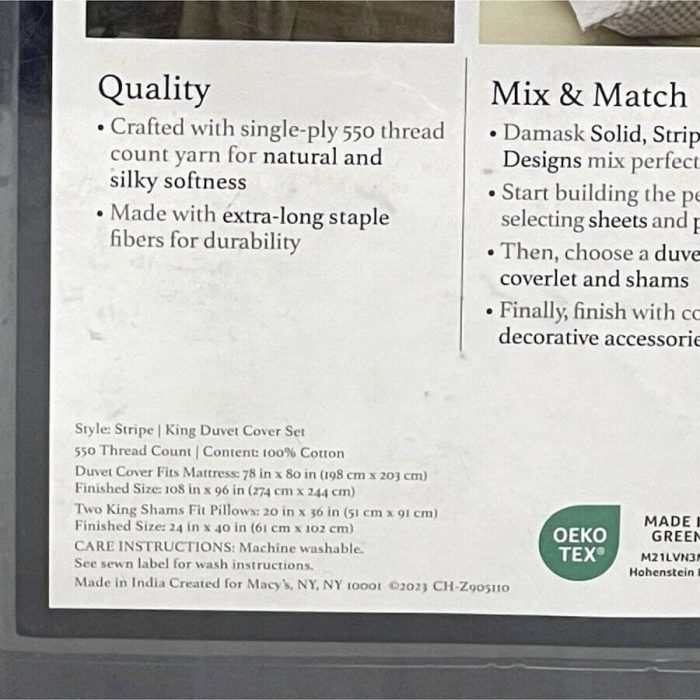 Quality
• Crafted with single-ply 550 thread
count yarn for natural and
silky softness
• Made with extra-long staple
fibers for durability
Mix & Match
• Damask Solid, Strip
Designs mix perfect
• Start building the pe
selecting sheets and p
• Then, choose a duve
coverlet and shams
• Finally, finish with co
decorative accessorie
Style: Stripe | King Duvet Cover Set
550 Thread Count | Content: 100% Cotton
Duvet Cover Fits Mattress: 78 in x 80 in (198 cm x 203 cm)
Finished Size: 108 in x 96 in (274 cm x 244 cm)
Two King Shams Fit Pillows: 20 in x 36 in (51 cm x 91 cm)
Finished Size: 24 in x 40 in (61 cm x 102 cm)
CARE INSTRUCTIONS: Machine washable.
See sewn label for wash instructions.
Made in India Created for Macy's, NY, NY 10001 ©2023 CH-Z905110
OEKO
TEX®
MADE I
GREEN
M21LVN3
Hohenstein